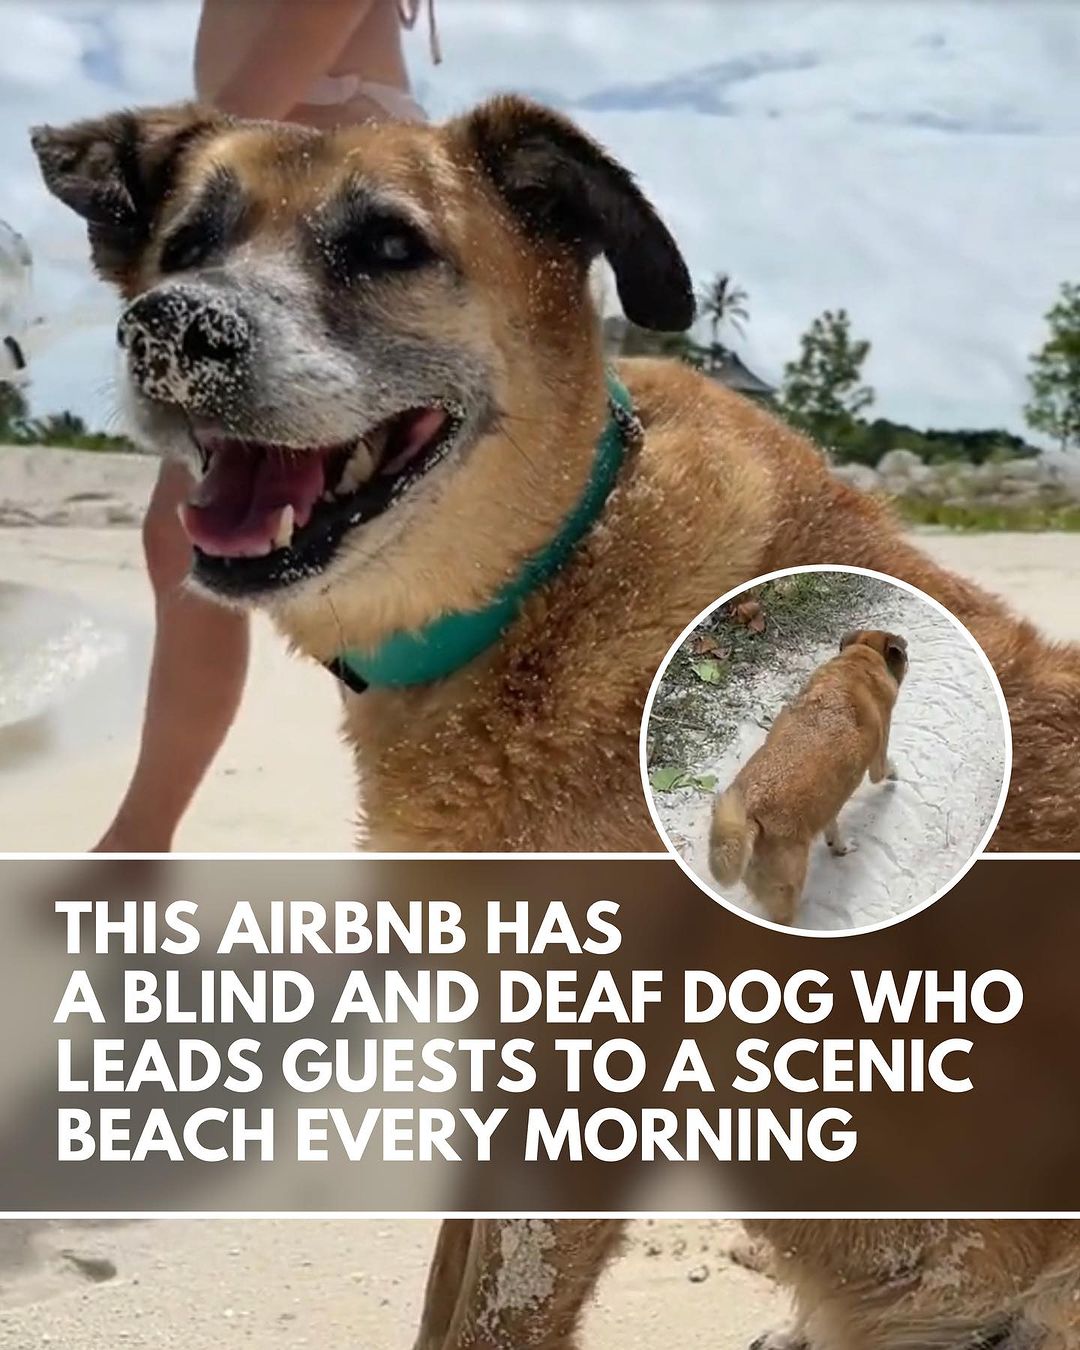 THIS AIRBNB HAS
A BLIND AND DEAF DOG WHO
LEADS GUESTS TO A SCENIC
BEACH EVERY MORNING